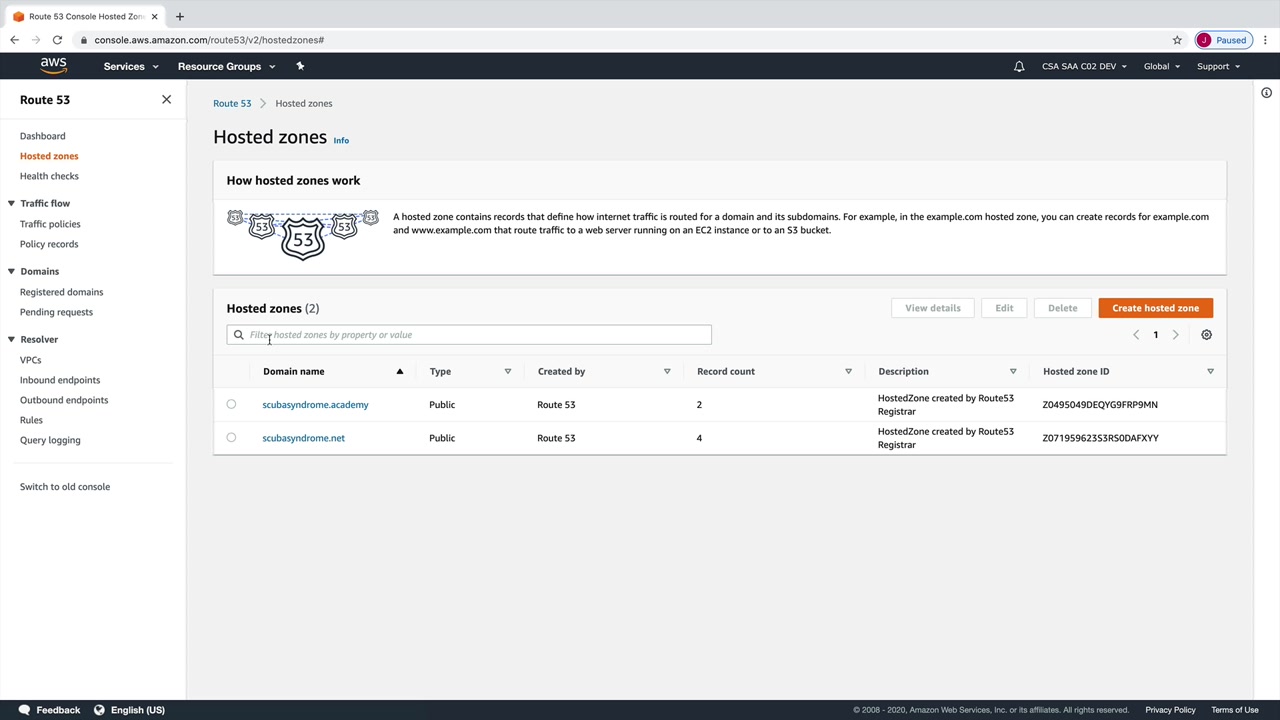 Route 53 Console Hosted Zon
console.aws.amazon.com/route53/v2/hostedzones#
J Paused
aws Services Resource Groups CSA SAA C02 DEV Global Support
Route 53
Dashboard
Hosted zones
Health checks
Traffic flow
Traffic policies
Policy records
Domains
Registered domains
Pending requests
Resolver
VPCs
Inbound endpoints
Outbound endpoints
Rules
Query logging
Switch to old console
Route 53 Hosted zones
Hosted zones Info
How hosted zones work
53 53 53 53 53
A hosted zone contains records that define how internet traffic is routed for a domain and its subdomains. For example, in the example.com hosted zone, you can create records for example.com
and www.example.com that route traffic to a web server running on an EC2 instance or to an S3 bucket.
Hosted zones (2) View details Edit Delete Create hosted zone
Filter hosted zones by property or value 1
Domain name Type Created by Record count Description Hosted zone ID
scubasyndrome.academy Public Route 53 2 HostedZone created by Route53 Registrar Z0495049DEQYG9FRP9MN
scubasyndrome.net Public Route 53 4 HostedZone created by Route53 Registrar Z071959623S3RS0DAFXYY
Feedback English (US) © 2008 - 2020, Amazon Web Services, Inc. or its affiliates. All rights reserved. Privacy Policy Terms of Use